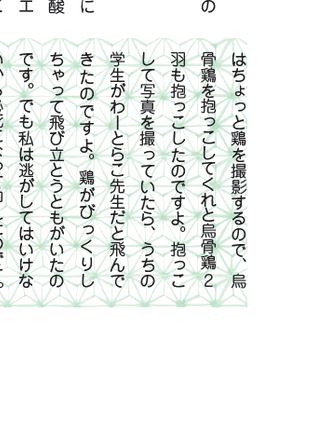 の
はちょっと鶏を撮影するので、烏
骨鶏を抱っこしてくれと烏骨鶏2
羽も抱っこしたのですよ。抱っこ
して写真を撮っていたら、うちの
学生がわーとらこ先生だと飛んで
に
きたのですよ。鶏がびっくりし
酸
ちゃって飛び立とうともがいたの
エ
です。でも私は逃がしてはいけな